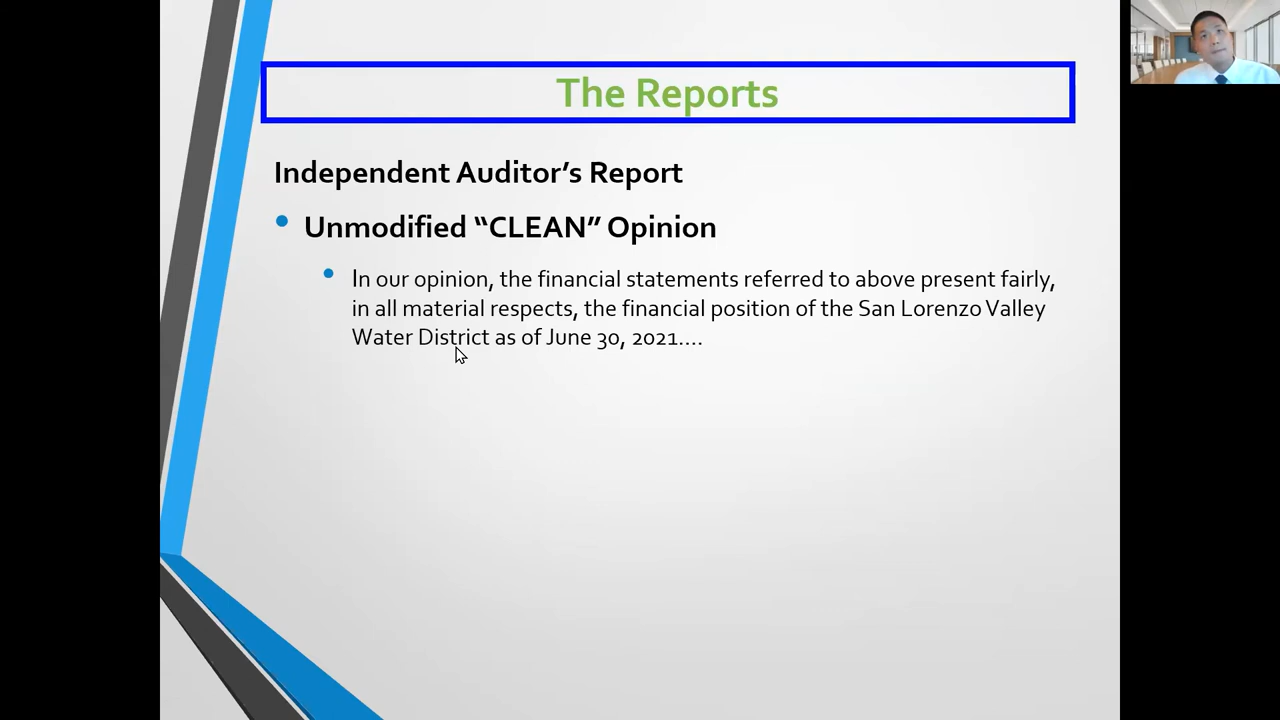 The Reports
Independent Auditor’s Report
• Unmodified “CLEAN” Opinion
• In our opinion, the financial statements referred to above present fairly,
in all material respects, the financial position of the San Lorenzo Valley
Water District as of June 30, 2021....